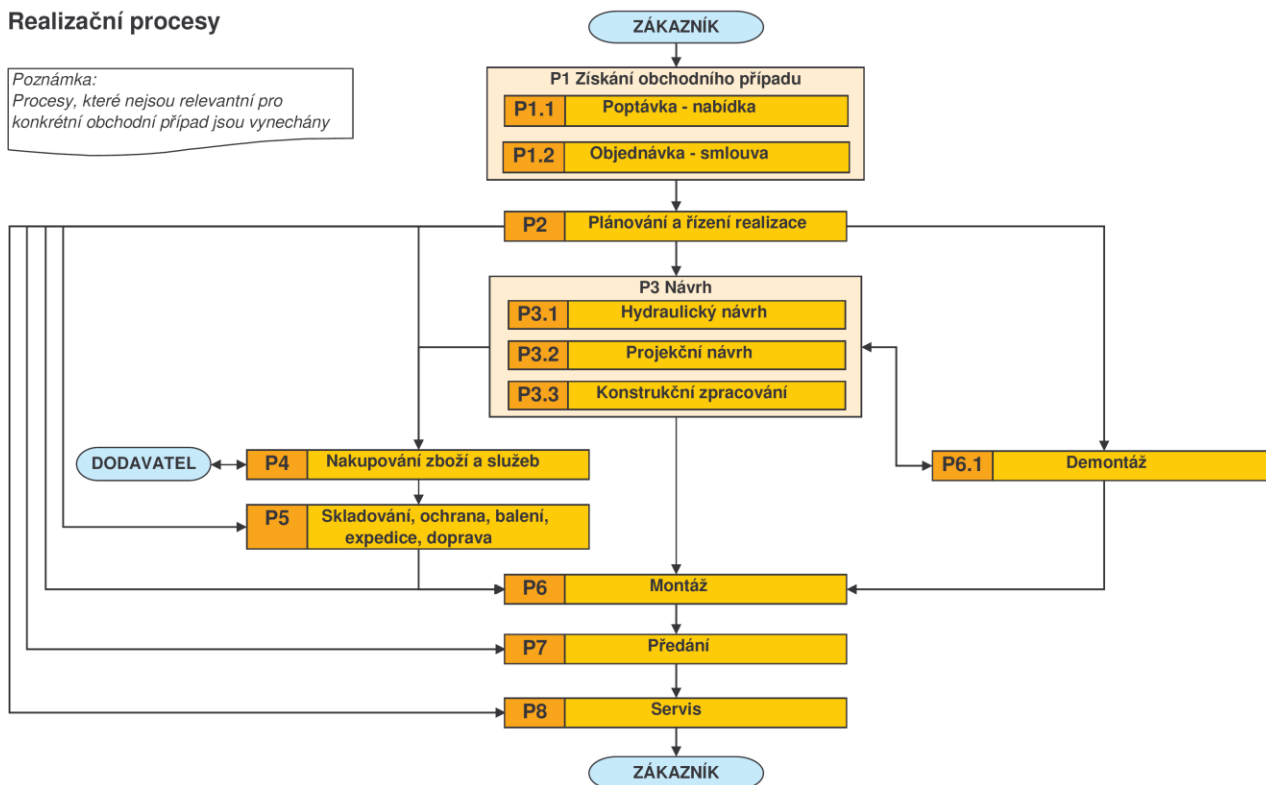 Realizační procesy
ZÁKAZNÍK
Poznámka:
Procesy, které nejsou relevantní pro
konkrétní obchodní případ jsou vynechány
P1 Získání obchodního případu
P1.1 Poptávka - nabídka
P1.2 Objednávka - smlouva
P2 Plánování a řízení realizace
P3 Návrh
P3.1 Hydraulický návrh
P3.2 Projekční návrh
P3.3 Konstrukční zpracování
DODAVATEL
P4 Nakupování zboží a služeb
P6.1 Demontáž
P5 Skladování, ochrana, balení,
expedice, doprava
P6 Montáž
P7 Předání
P8 Servis
ZÁKAZNÍK